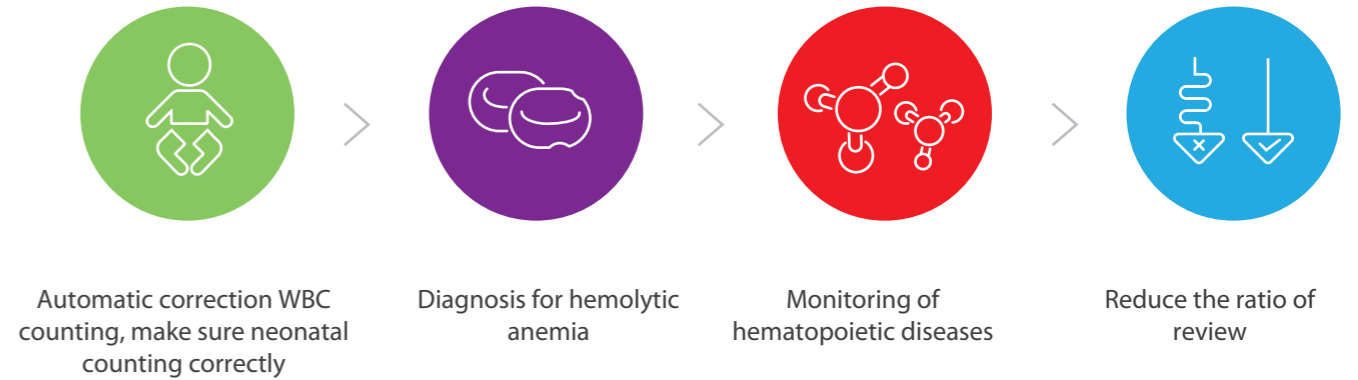 Automatic correction WBC
counting, make sure neonatal
counting correctly
Diagnosis for hemolytic
anemia
Monitoring of
hematopoietic diseases
Reduce the ratio of
review